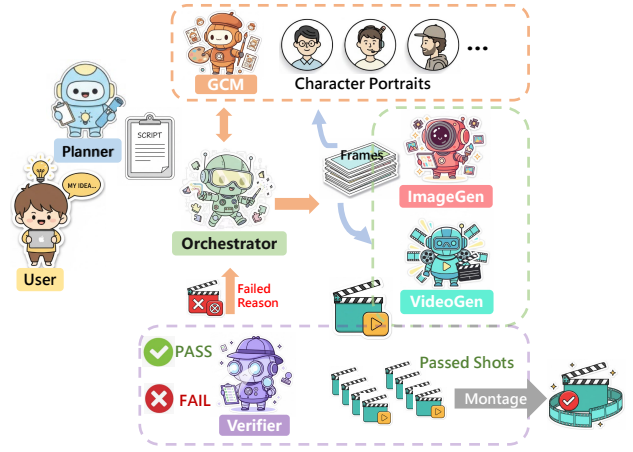 GCM
Character Portraits
Planner
SCRIPT
MY IDEA...
User
Orchestrator
Frames
ImageGen
VideoGen
Failed
Reason
PASS
FAIL
Verifier
Passed Shots
Montage